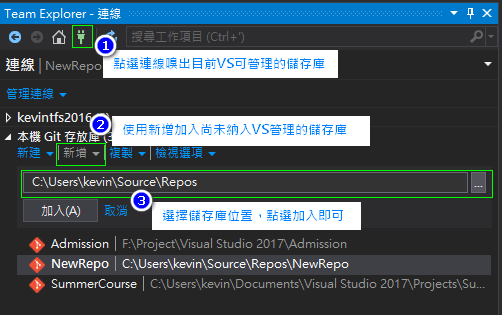 Team Explorer - 連線
搜尋工作項目 (Ctrl+')
1 點選連線噢出目前VS可管理的儲存庫
連線 | NewRepo
管理連線
kevintfs2016
2 使用新增加入尚未納入VS管理的儲存庫
本機 Git 存放庫 (3
新建 | 新增 | 複製 | 檢視選項
C:\Users\kevin\Source\Repos ...
加入(A) 取消
3 選擇儲存庫位置，點選加入即可
Admission | F:\Project\Visual Studio 2017\Admission
NewRepo | C:\Users\kevin\Source\Repos\NewRepo
SummerCourse | C:\Users\kevin\Documents\Visual Studio 2017\Projects\Su...